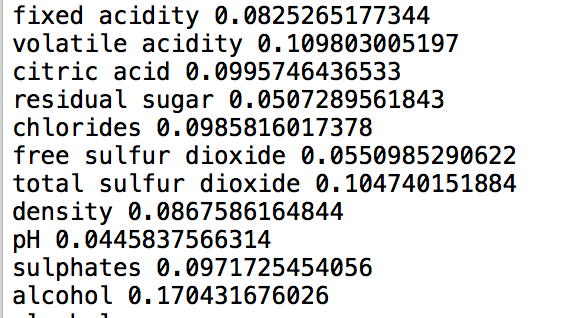 fixed acidity 0.0825265177344
volatile acidity 0.109803005197
citric acid 0.0995746436533
residual sugar 0.0507289561843
chlorides 0.0985816017378
free sulfur dioxide 0.0550985290622
total sulfur dioxide 0.104740151884
density 0.0867586164844
pH 0.0445837566314
sulphates 0.0971725454056
alcohol 0.170431676026